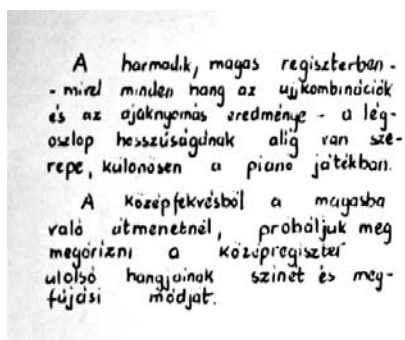 A harmadik, magas regiszterben -
- mivel minden hang az ujjkombinációk
és az ajaknyomás eredménye - a lég-
oszlop hosszúságának alig van sze-
repe, különösen a piano játékban.
A középfekvésből a magasba
való átmenetnél, próbáljuk meg
megőrizni a középregiszter
utolsó hangjainak színét és meg-
fújási módját.